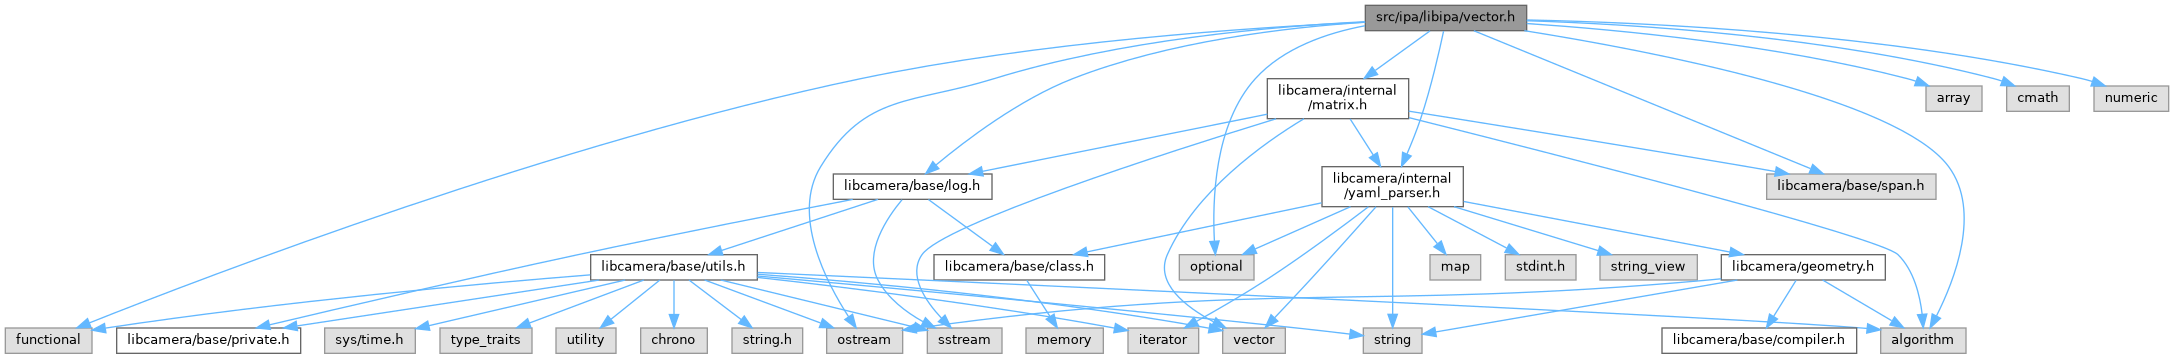 src/ipa/libipa/vector.h
libcamera/internal
/matrix.h
array
cmath
numeric
libcamera/base/log.h
libcamera/internal
/yaml_parser.h
libcamera/base/span.h
libcamera/base/utils.h
libcamera/base/class.h
optional
map
stdint.h
string_view
libcamera/geometry.h
functional
libcamera/base/private.h
sys/time.h
type_traits
utility
chrono
string.h
ostream
sstream
memory
iterator
vector
string
libcamera/base/compiler.h
algorithm